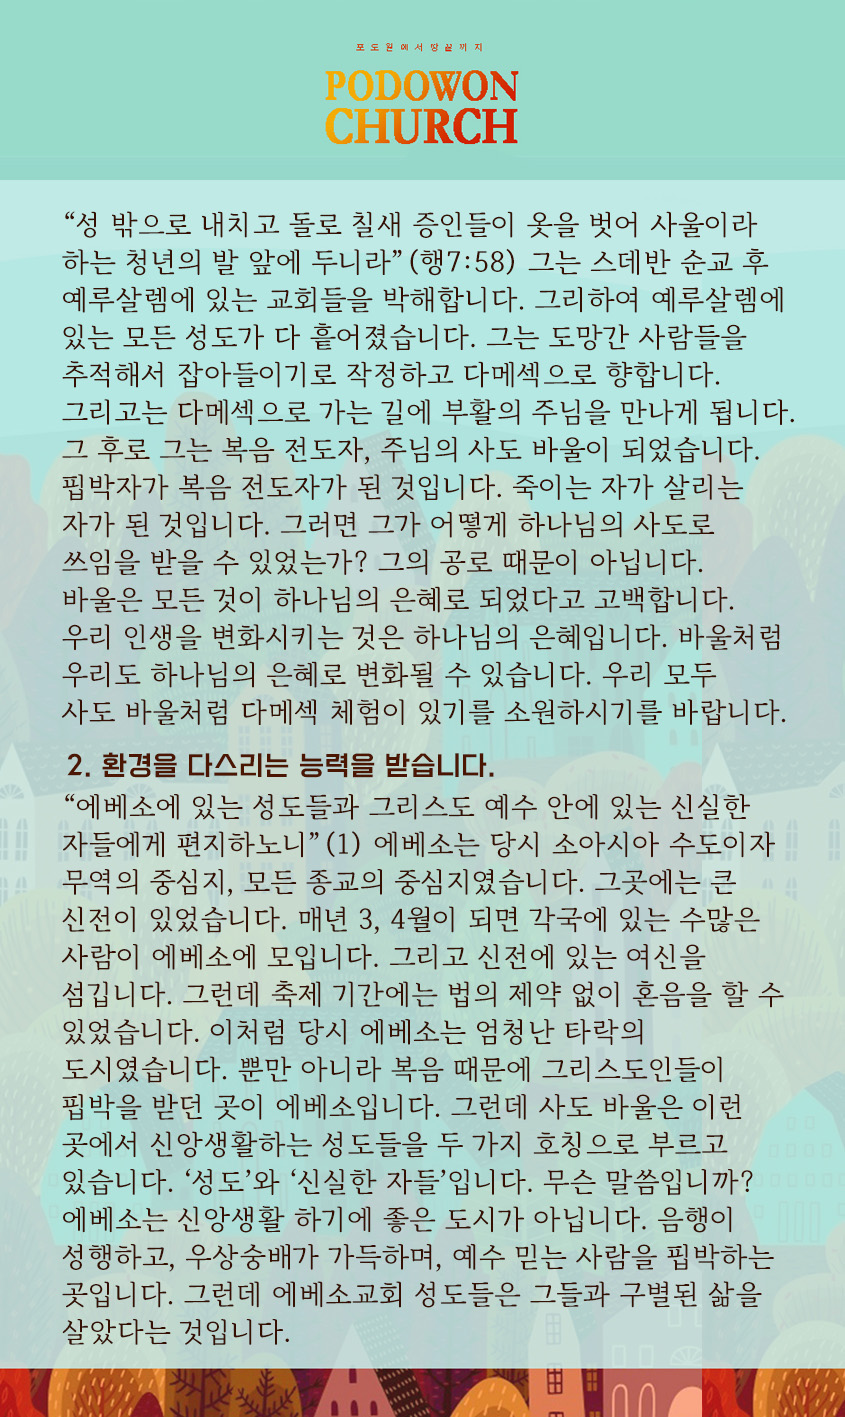 포도원에서땅끝까지
PODOWON
CHURCH
“성 밖으로 내치고 돌로 칠새 증인들이 옷을 벗어 사울이라
하는 청년의 발 앞에 두니라”(행7:58) 그는 스데반 순교 후
예루살렘에 있는 교회들을 박해합니다. 그리하여 예루살렘에
있는 모든 성도가 다 흩어졌습니다. 그는 도망간 사람들을
추적해서 잡아들이기로 작정하고 다메섹으로 향합니다.
그리고는 다메섹으로 가는 길에 부활의 주님을 만나게 됩니다.
그 후로 그는 복음 전도자, 주님의 사도 바울이 되었습니다.
핍박자가 복음 전도자가 된 것입니다. 죽이는 자가 살리는
자가 된 것입니다. 그러면 그가 어떻게 하나님의 사도로
쓰임을 받을 수 있었는가? 그의 공로 때문이 아닙니다.
바울은 모든 것이 하나님의 은혜로 되었다고 고백합니다.
우리 인생을 변화시키는 것은 하나님의 은혜입니다. 바울처럼
우리도 하나님의 은혜로 변화될 수 있습니다. 우리 모두
사도 바울처럼 다메섹 체험이 있기를 소원하시기를 바랍니다.
2. 환경을 다스리는 능력을 받습니다.
“에베소에 있는 성도들과 그리스도 예수 안에 있는 신실한
자들에게 편지하노니”(1) 에베소는 당시 소아시아 수도이자
무역의 중심지, 모든 종교의 중심지였습니다. 그곳에는 큰
신전이 있었습니다. 매년 3, 4월이 되면 각국에 있는 수많은
사람이 에베소에 모입니다. 그리고 신전에 있는 여신을
섬깁니다. 그런데 축제 기간에는 법의 제약 없이 혼음을 할 수
있었습니다. 이처럼 당시 에베소는 엄청난 타락의
도시였습니다. 뿐만 아니라 복음 때문에 그리스도인들이
핍박을 받던 곳이 에베소입니다. 그런데 사도 바울은 이런
곳에서 신앙생활하는 성도들을 두 가지 호칭으로 부르고
있습니다. ‘성도’와 ‘신실한 자들’입니다. 무슨 말씀입니까?
에베소는 신앙생활 하기에 좋은 도시가 아닙니다. 음행이
성행하고, 우상숭배가 가득하며, 예수 믿는 사람을 핍박하는
곳입니다. 그런데 에베소교회 성도들은 그들과 구별된 삶을
살았다는 것입니다.